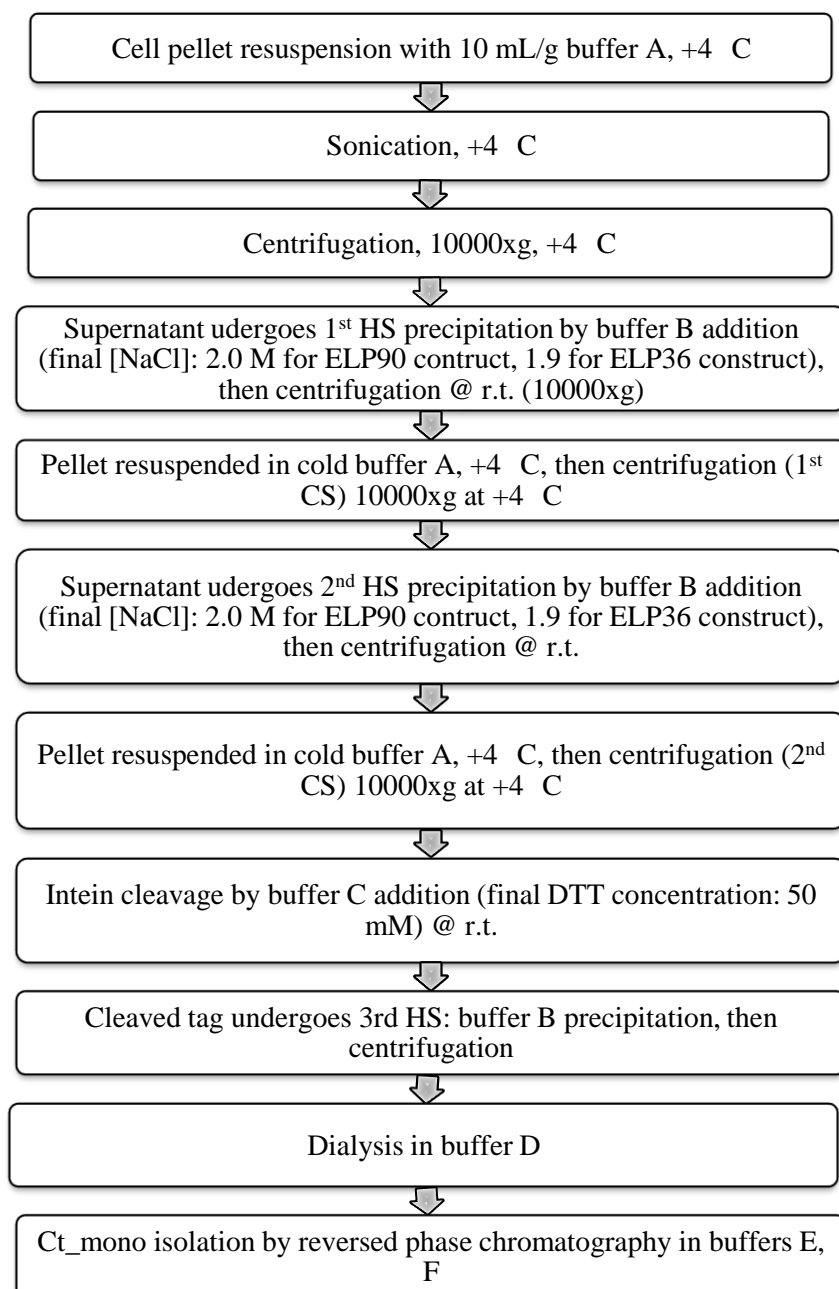 Cell pellet resuspension with 10 mL/g buffer A, +4 C
Sonication, +4 C
Centrifugation, 10000xg, +4 C
Supernatant udergoes 1st HS precipitation by buffer B addition
(final [NaCl]: 2.0 M for ELP90 contruct, 1.9 for ELP36 construct),
then centrifugation @ r.t. (10000xg)
Pellet resuspended in cold buffer A, +4 C, then centrifugation (1st
CS) 10000xg at +4 C
Supernatant udergoes 2nd HS precipitation by buffer B addition
(final [NaCl]: 2.0 M for ELP90 contruct, 1.9 for ELP36 construct),
then centrifugation @ r.t.
Pellet resuspended in cold buffer A, +4 C, then centrifugation (2nd
CS) 10000xg at +4 C
Intein cleavage by buffer C addition (final DTT concentration: 50
mM) @ r.t.
Cleaved tag undergoes 3rd HS: buffer B precipitation, then
centrifugation
Dialysis in buffer D
Ct_mono isolation by reversed phase chromatography in buffers E,
F